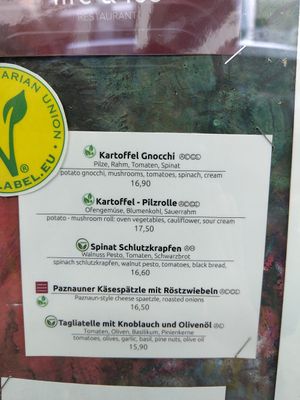 RESTAURANT
ARIAN UNION
LABEL.EU
Kartoffel Gnocchi
Pilze, Rahm, Tomaten, Spinat
potato gnocchi, mushrooms, tomatoes, spinach, cream
16,90
Kartoffel - Pilzrolle
Ofengemüse, Blumenkohl, Sauerrahm
potato - mushroom roll: oven vegetables, cauliflower, sour cream
17,50
Spinat Schlutzkrapfen
Walnuss Pesto, Tomaten, Schwarzbrot
spinach schlutzkrapfen, walnut pesto, tomatoes, black bread,
16,60
Paznauner Käsespätzle mit Röstzwiebeln
Paznaun-style cheese spaetzle, roasted onions
16,50
Tagliatelle mit Knoblauch und Olivenöl
Tomaten, Oliven, Basilikum, Pinienkerne
tomatoes, olives, garlic, basil, pine nuts, olive oil
15,90